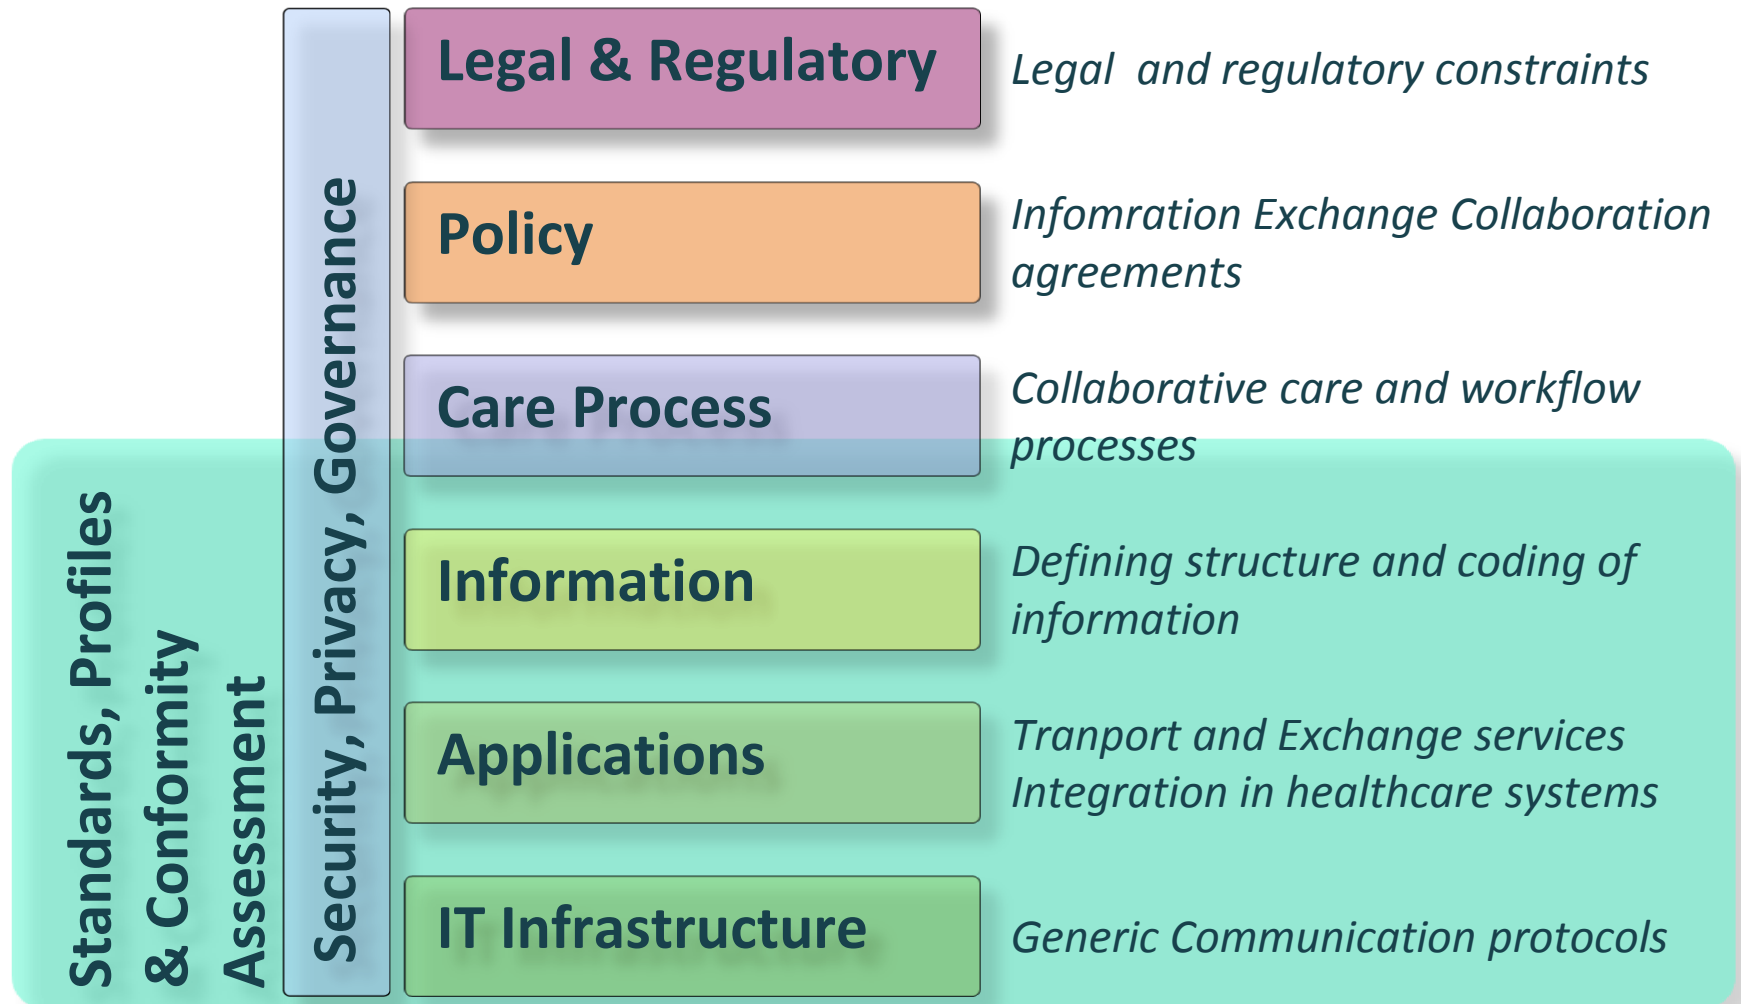 Legal & Regulatory
Legal and regulatory constraints
Policy
Infomration Exchange Collaboration
agreements
Care Process
Collaborative care and workflow
processes
Information
Defining structure and coding of
information
Applications
Tranport and Exchange services
Integration in healthcare systems
IT Infrastructure
Generic Communication protocols
Security, Privacy, Governance
Standards, Profiles
& Conformity
Assessment